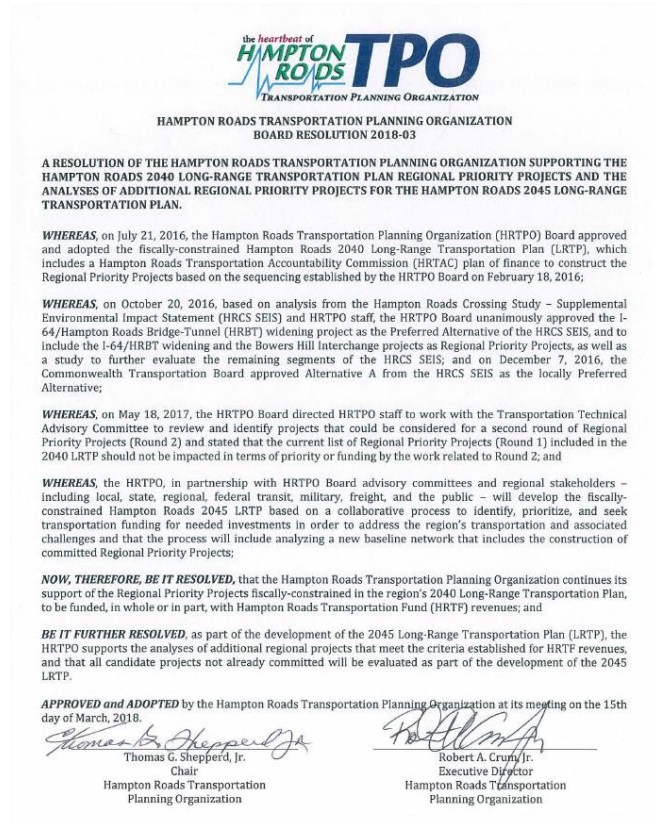 the heartbeat of
HAMPTON
ROADS
TPO
TRANSPORTATION PLANNING ORGANIZATION
HAMPTON ROADS TRANSPORTATION PLANNING ORGANIZATION
BOARD RESOLUTION 2018-03
A RESOLUTION OF THE HAMPTON ROADS TRANSPORTATION PLANNING ORGANIZATION SUPPORTING THE
HAMPTON ROADS 2040 LONG-RANGE TRANSPORTATION PLAN REGIONAL PRIORITY PROJECTS AND THE
ANALYSES OF ADDITIONAL REGIONAL PRIORITY PROJECTS FOR THE HAMPTON ROADS 2045 LONG-RANGE
TRANSPORTATION PLAN.
WHEREAS, on July 21, 2016, the Hampton Roads Transportation Planning Organization (HRTPO) Board approved
and adopted the fiscally-constrained Hampton Roads 2040 Long-Range Transportation Plan (LRTP), which
includes a Hampton Roads Transportation Accountability Commission (HRTAC) plan of finance to construct the
Regional Priority Projects based on the sequencing established by the HRTPO Board on February 18, 2016;
WHEREAS, on October 20, 2016, based on analysis from the Hampton Roads Crossing Study – Supplemental
Environmental Impact Statement (HRCS SEIS) and HRTPO staff, the HRTPO Board unanimously approved the I-
64/Hampton Roads Bridge-Tunnel (HRBT) widening project as the Preferred Alternative of the HRCS SEIS, and to
include the I-64/HRBT widening and the Bowers Hill Interchange projects as Regional Priority Projects, as well as
a study to further evaluate the remaining segments of the HRCS SEIS; and on December 7, 2016, the
Commonwealth Transportation Board approved Alternative A from the HRCS SEIS as the locally Preferred
Alternative;
WHEREAS, on May 18, 2017, the HRTPO Board directed HRTPO staff to work with the Transportation Technical
Advisory Committee to review and identify projects that could be considered for a second round of Regional
Priority Projects (Round 2) and stated that the current list of Regional Priority Projects (Round 1) included in the
2040 LRTP should not be impacted in terms of priority or funding by the work related to Round 2; and
WHEREAS, the HRTPO, in partnership with HRTPO Board advisory committees and regional stakeholders –
including local, state, regional, federal transit, military, freight, and the public – will develop the fiscally-
constrained Hampton Roads 2045 LRTP based on a collaborative process to identify, prioritize, and seek
transportation funding for needed investments in order to address the region's transportation and associated
challenges and that the process will include analyzing a new baseline network that includes the construction of
committed Regional Priority Projects;
NOW, THEREFORE, BE IT RESOLVED, that the Hampton Roads Transportation Planning Organization continues its
support of the Regional Priority Projects fiscally-constrained in the region's 2040 Long-Range Transportation Plan,
to be funded, in whole or in part, with Hampton Roads Transportation Fund (HRTF) revenues; and
BE IT FURTHER RESOLVED, as part of the development of the 2045 Long-Range Transportation Plan (LRTP), the
HRTPO supports the analyses of additional regional projects that meet the criteria established for HRTF revenues,
and that all candidate projects not already committed will be evaluated as part of the development of the 2045
LRTP.
APPROVED and ADOPTED by the Hampton Roads Transportation Planning Organization at its meeting on the 15th
day of March, 2018.
Thomas G. Shepperd Jr
Thomas G. Shepperd, Jr.
Chair
Hampton Roads Transportation
Planning Organization
Robert A. Crum, Jr.
Executive Director
Hampton Roads Transportation
Planning Organization